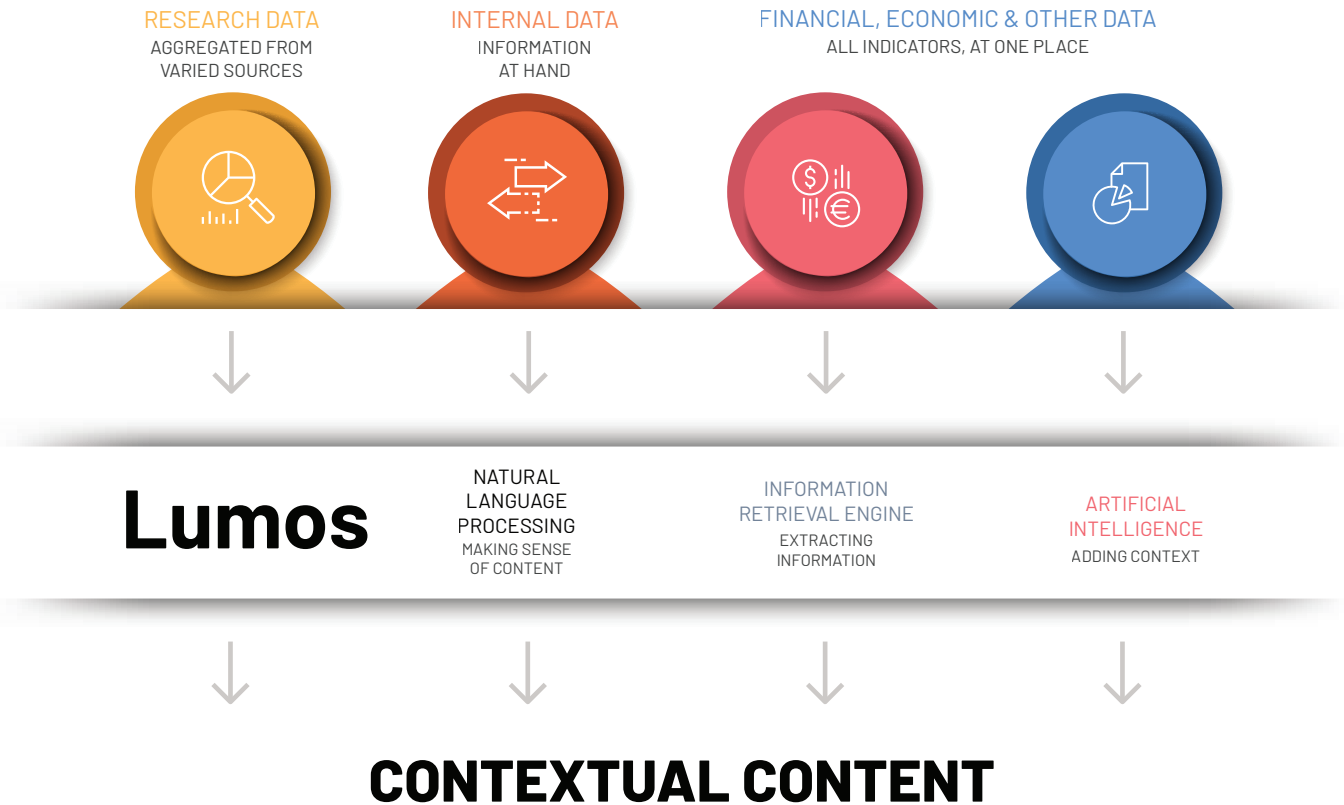 RESEARCH DATA
AGGREGATED FROM
VARIED SOURCES
INTERNAL DATA
INFORMATION
AT HAND
FINANCIAL, ECONOMIC & OTHER DATA
ALL INDICATORS, AT ONE PLACE
$
€
Lumos
NATURAL
LANGUAGE
PROCESSING
MAKING SENSE
OF CONTENT
INFORMATION
RETRIEVAL ENGINE
EXTRACTING
INFORMATION
ARTIFICIAL
INTELLIGENCE
ADDING CONTEXT
CONTEXTUAL CONTENT